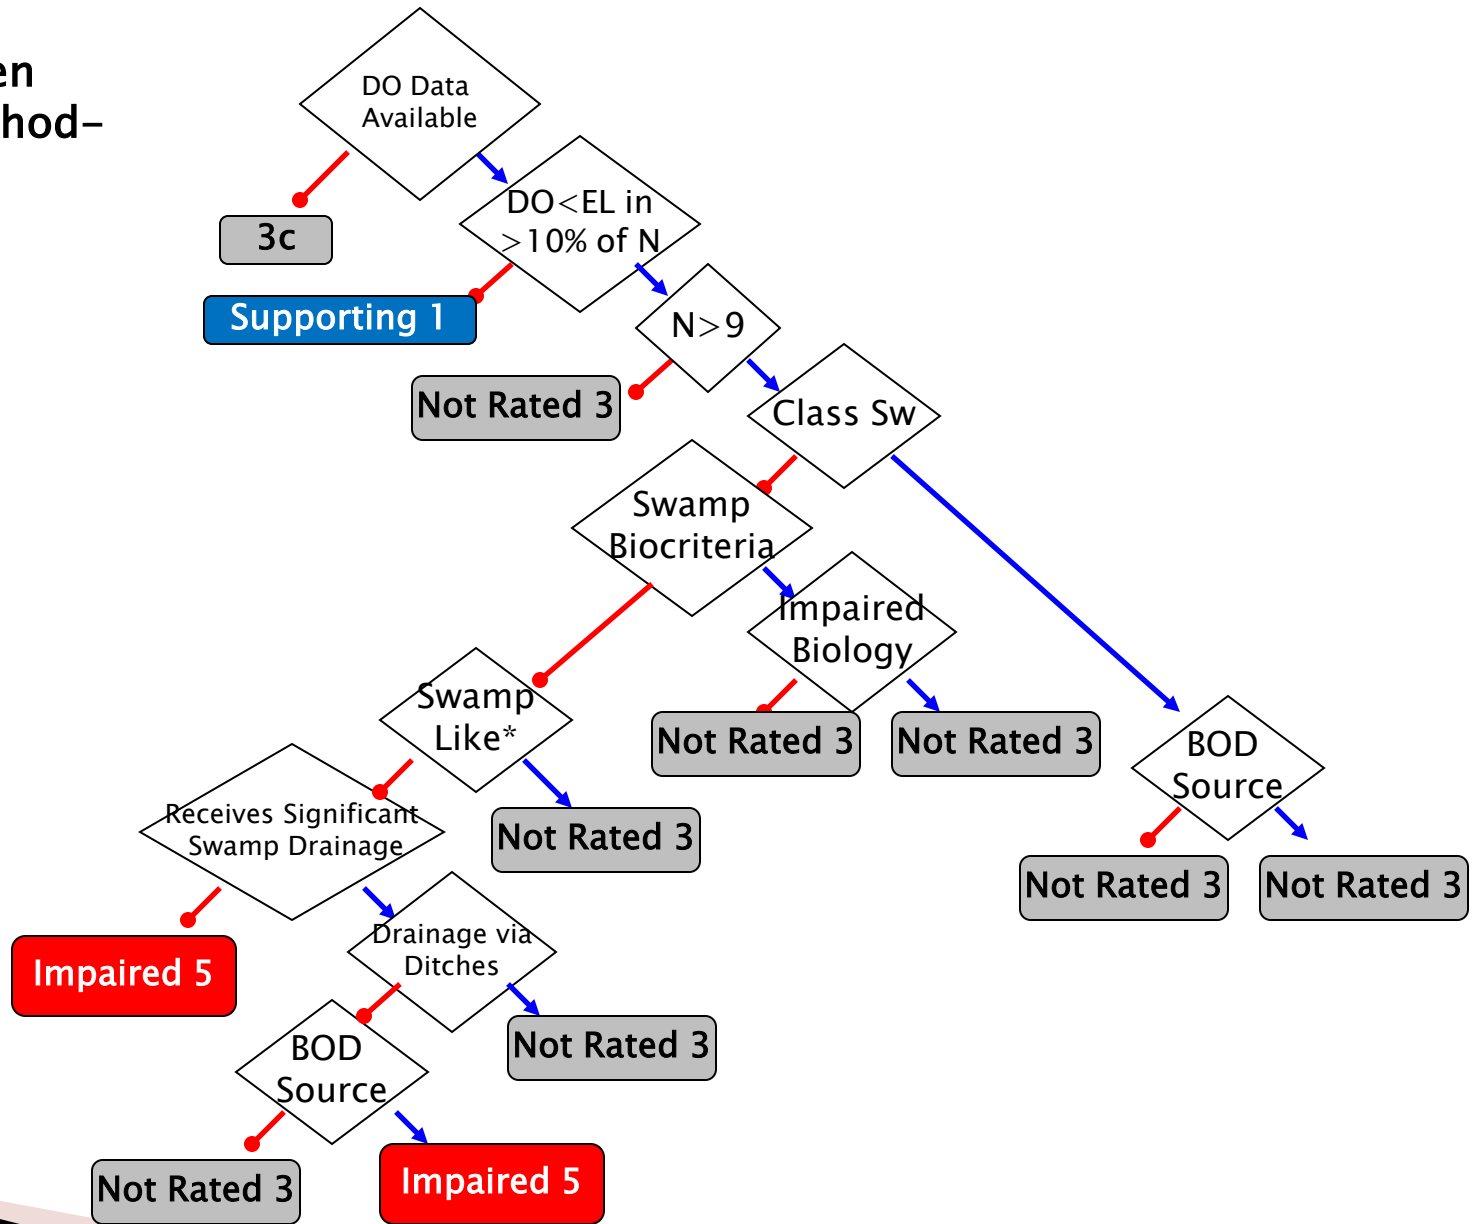 en
hod–
DO Data
Available
DO<EL in
>10% of N
3c
Supporting 1
N>9
Not Rated 3
Class Sw
Swamp
Biocriteria
Impaired
Biology
Swamp
Like*
Not Rated 3
Not Rated 3
BOD
Source
Receives Significant
Swamp Drainage
Not Rated 3
Not Rated 3
Not Rated 3
Impaired 5
Drainage via
Ditches
Not Rated 3
BOD
Source
Not Rated 3
Impaired 5